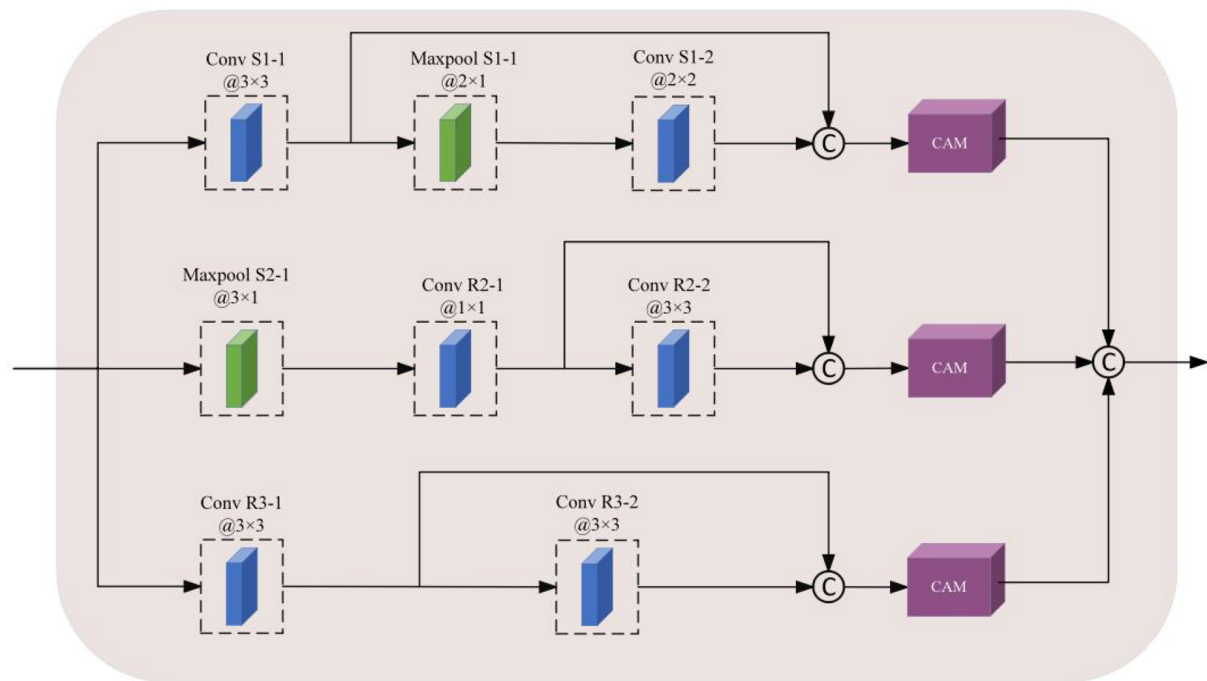 Conv S1-1
@3×3
Maxpool S1-1
@2×1
Conv S1-2
@2×2
C
CAM
Maxpool S2-1
@3×1
Conv R2-1
@1×1
Conv R2-2
@3×3
C
CAM
C
Conv R3-1
@3×3
Conv R3-2
@3×3
C
CAM